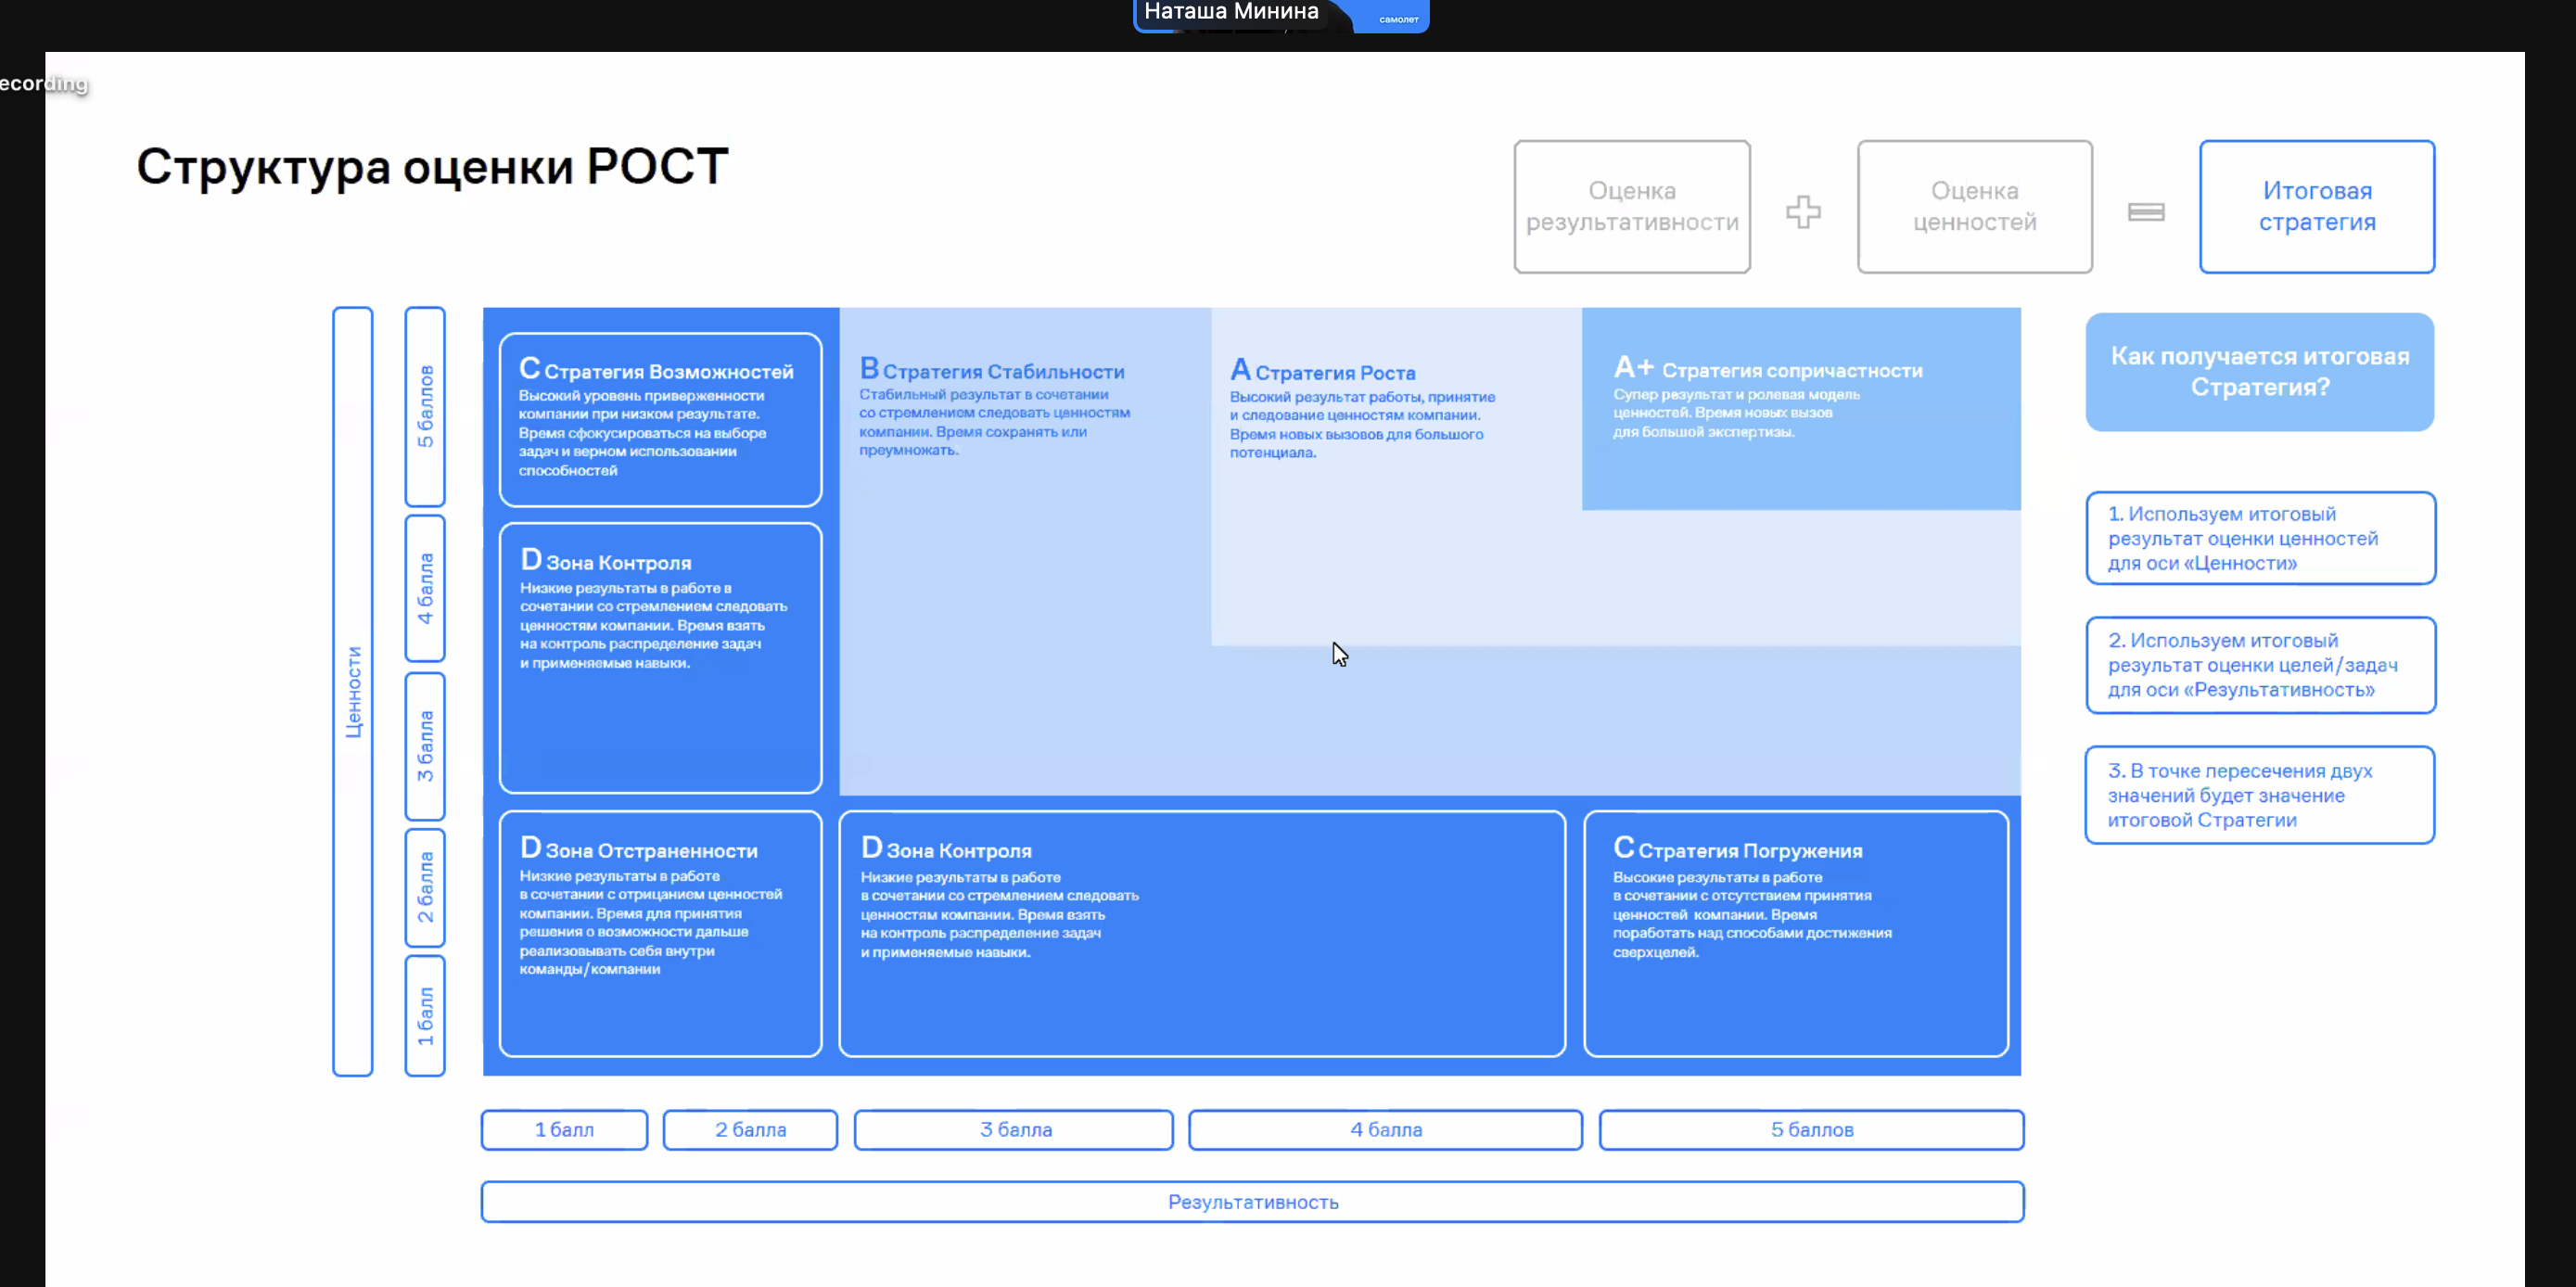 Наташа Минина
самолет
ecording
Структура оценки РОСТ
Оценка
результативности
Оценка
ценностей
Итоговая
стратегия
Ценности
5 баллов
4 балла
3 балла
2 балла
1 балл
C Стратегия Возможностей
Высокий уровень приверженности
компании при низком результате.
Время сфокусироваться на выборе
задач и верном использовании
способностей
B Стратегия Стабильности
Стабильный результат в сочетании
со стремлением следовать ценностям
компании. Время сохранять или
преумножать.
A Стратегия Роста
Высокий результат работы, принятие
и следование ценностям компании.
Время новых вызовов для большого
потенциала.
A+ Стратегия сопричастности
Супер результат и ролевая модель
ценностей. Время новых вызов
для большой экспертизы.
D Зона Контроля
Низкие результаты в работе в
сочетании со стремлением следовать
ценностям компании. Время взять
на контроль распределение задач
и применяемые навыки.
D Зона Отстраненности
Низкие результаты в работе
в сочетании с отрицанием ценностей
компании. Время для принятия
решения о возможности дальше
реализовывать себя внутри
команды/компании
D Зона Контроля
Низкие результаты в работе
в сочетании со стремлением следовать
ценностям компании. Время взять
на контроль распределение задач
и применяемые навыки.
C Стратегия Погружения
Высокие результаты в работе
в сочетании с отсутствием принятия
ценностей компании. Время
поработать над способами достижения
сверхцелей.
1 балл
2 балла
3 балла
4 балла
5 баллов
Результативность
Как получается итоговая
Стратегия?
1. Используем итоговый
результат оценки ценностей
для оси «Ценности»
2. Используем итоговый
результат оценки целей/задач
для оси «Результативность»
3. В точке пересечения двух
значений будет значение
итоговой Стратегии